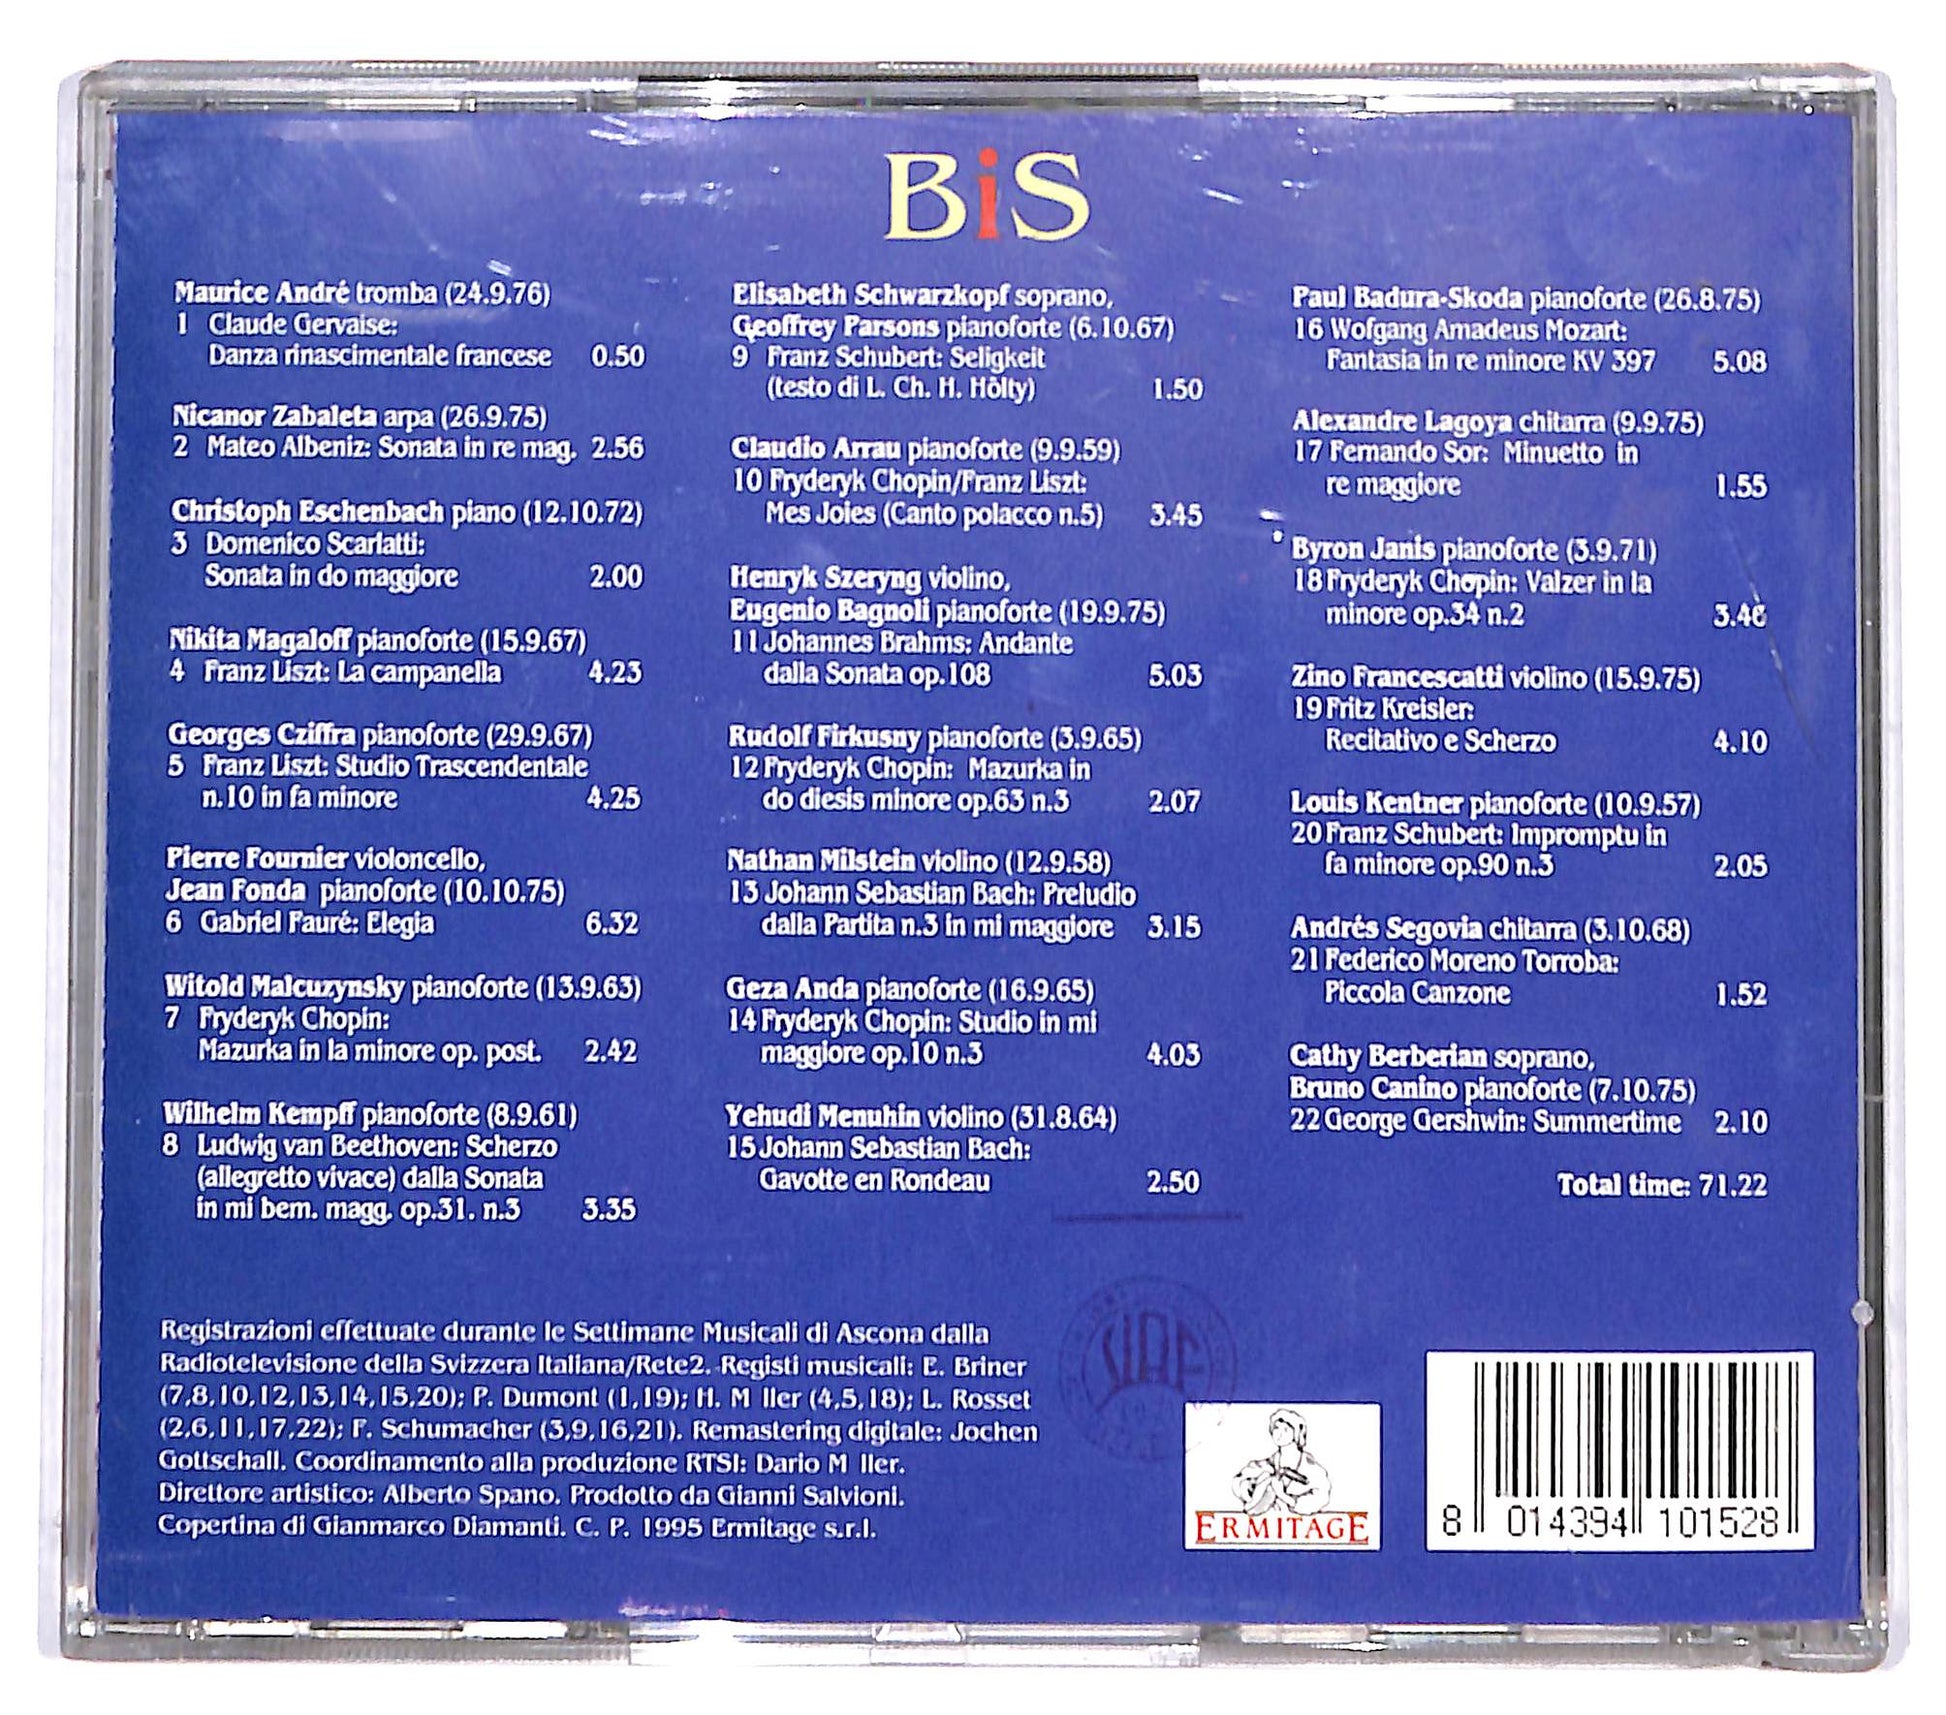 BiS
Maurice André tromba (24.9.76)
1 Claude Gervaise:
Danza rinascimentale francese 0.50
Nicanor Zabaleta arpa (26.9.75)
2 Mateo Albeniz: Sonata in re mag. 2.56
Christoph Eschenbach piano (12.10.72)
3 Domenico Scarlatti:
Sonata in do maggiore 2.00
Nikita Magaloff pianoforte (15.9.67)
4 Franz Liszt: La campanella 4.23
Georges Cziffra pianoforte (29.9.67)
5 Franz Liszt: Studio Trascendentale
n.10 in fa minore 4.25
Pierre Fournier violoncello,
Jean Fonda pianoforte (10.10.75)
6 Gabriel Fauré: Elegia 6.32
Witold Malcuzynsky pianoforte (13.9.63)
7 Fryderyk Chopin:
Mazurka in la minore op. post. 2.42
Wilhelm Kempff pianoforte (8.9.61)
8 Ludwig van Beethoven: Scherzo
(allegretto vivace) dalla Sonata
in mi bem. magg. op.31. n.3 3.35
Elisabeth Schwarzkopf soprano,
Geoffrey Parsons pianoforte (6.10.67)
9 Franz Schubert: Seligkeit
(testo di L. Ch. H. Hölty) 1.50
Claudio Arrau pianoforte (9.9.59)
10 Fryderyk Chopin/Franz Liszt:
Mes Joies (Canto polacco n.5) 3.45
Henryk Szeryng violino,
Eugenio Bagnoli pianoforte (19.9.75)
11 Johannes Brahms: Andante
dalla Sonata op.108 5.03
Rudolf Firkusny pianoforte (3.9.65)
12 Fryderyk Chopin: Mazurka in
do diesis minore op.63 n.3 2.07
Nathan Milstein violino (12.9.58)
13 Johann Sebastian Bach: Preludio
dalla Partita n.3 in mi maggiore 3.15
Geza Anda pianoforte (16.9.65)
14 Fryderyk Chopin: Studio in mi
maggiore op.10 n.3 4.03
Yehudi Menuhin violino (31.8.64)
15 Johann Sebastian Bach:
Gavotte en Rondeau 2.50
Paul Badura-Skoda pianoforte (26.8.75)
16 Wofgang Amadeus Mozart:
Fantasia in re minore KV 397 5.08
Alexandre Lagoya chitarra (9.9.75)
17 Fernando Sor: Minuetto in
re maggiore 1.55
Byron Janis pianoforte (3.9.71)
18 Fryderyk Chopin: Valzer in la
minore op.34 n.2
Zino Francescatti violino (15.9.75)
19 Fritz Kreisler:
Recitativo e Scherzo 4.10
Louis Kentner pianoforte (10.9.57)
20 Franz Schubert: Impromptu in
fa minore op.90 n.3 2.05
Andrés Segovia chitarra (3.10.68)
21 Federico Moreno Torroba:
Piccola Canzone 1.52
Cathy Berberian soprano,
Bruno Canino pianoforte (7.10.75)
22 George Gershwin: Summertime 2.10
Total time: 71.22
Registrazioni effettuate durante le Settimane Musicali di Ascona dalla
Radiotelevisione della Svizzera Italiana/Rete2. Registi musicali: E. Briner
(7,8,10,12,13,14,15,20); P. Dumont (1,19); H. M ller (4,5,18); L. Rosset
(2,6,11,17,22); F. Schumacher (3,9,16,21). Remastering digitale: Jochen
Gottschall. Coordinamento alla produzione RTSI: Dario M ller.
Direttore artistico: Alberto Spano. Prodotto da Gianni Salvioni.
Copertina di Gianmarco Diamanti. C. P. 1995 Ermitage s.r.l.
ERMITAGE
8 014394 101528